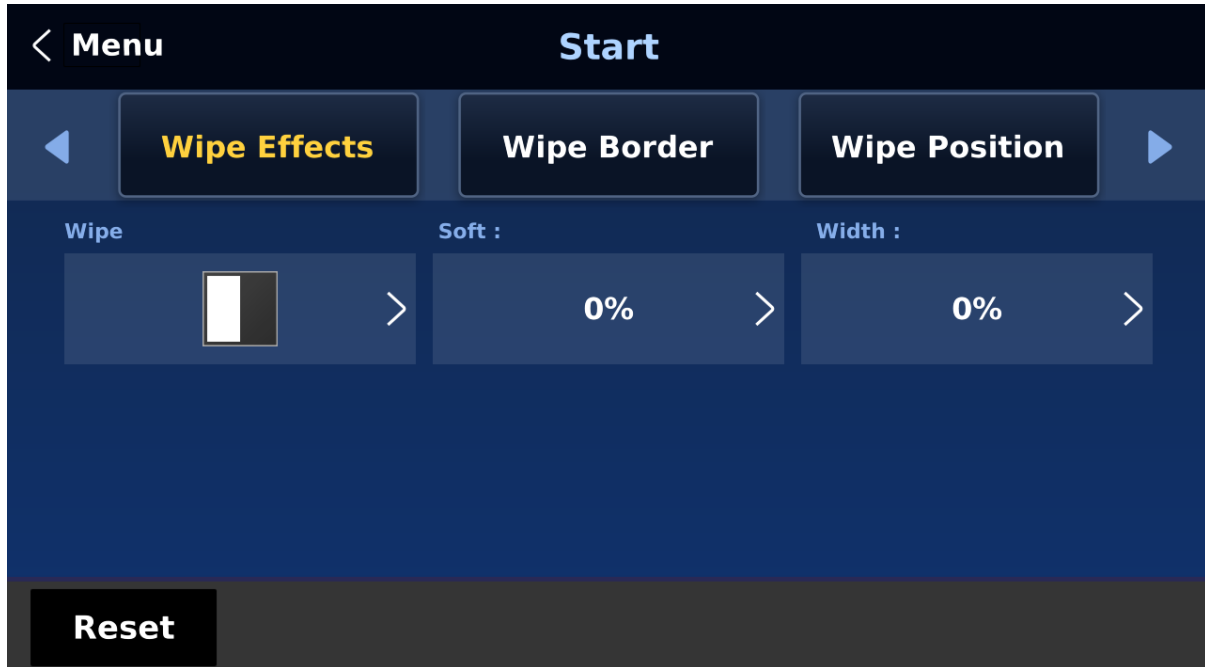 Menu
Start
Wipe Effects
Wipe Border
Wipe Position
Wipe
Soft :
Width :
0%
0%
Reset